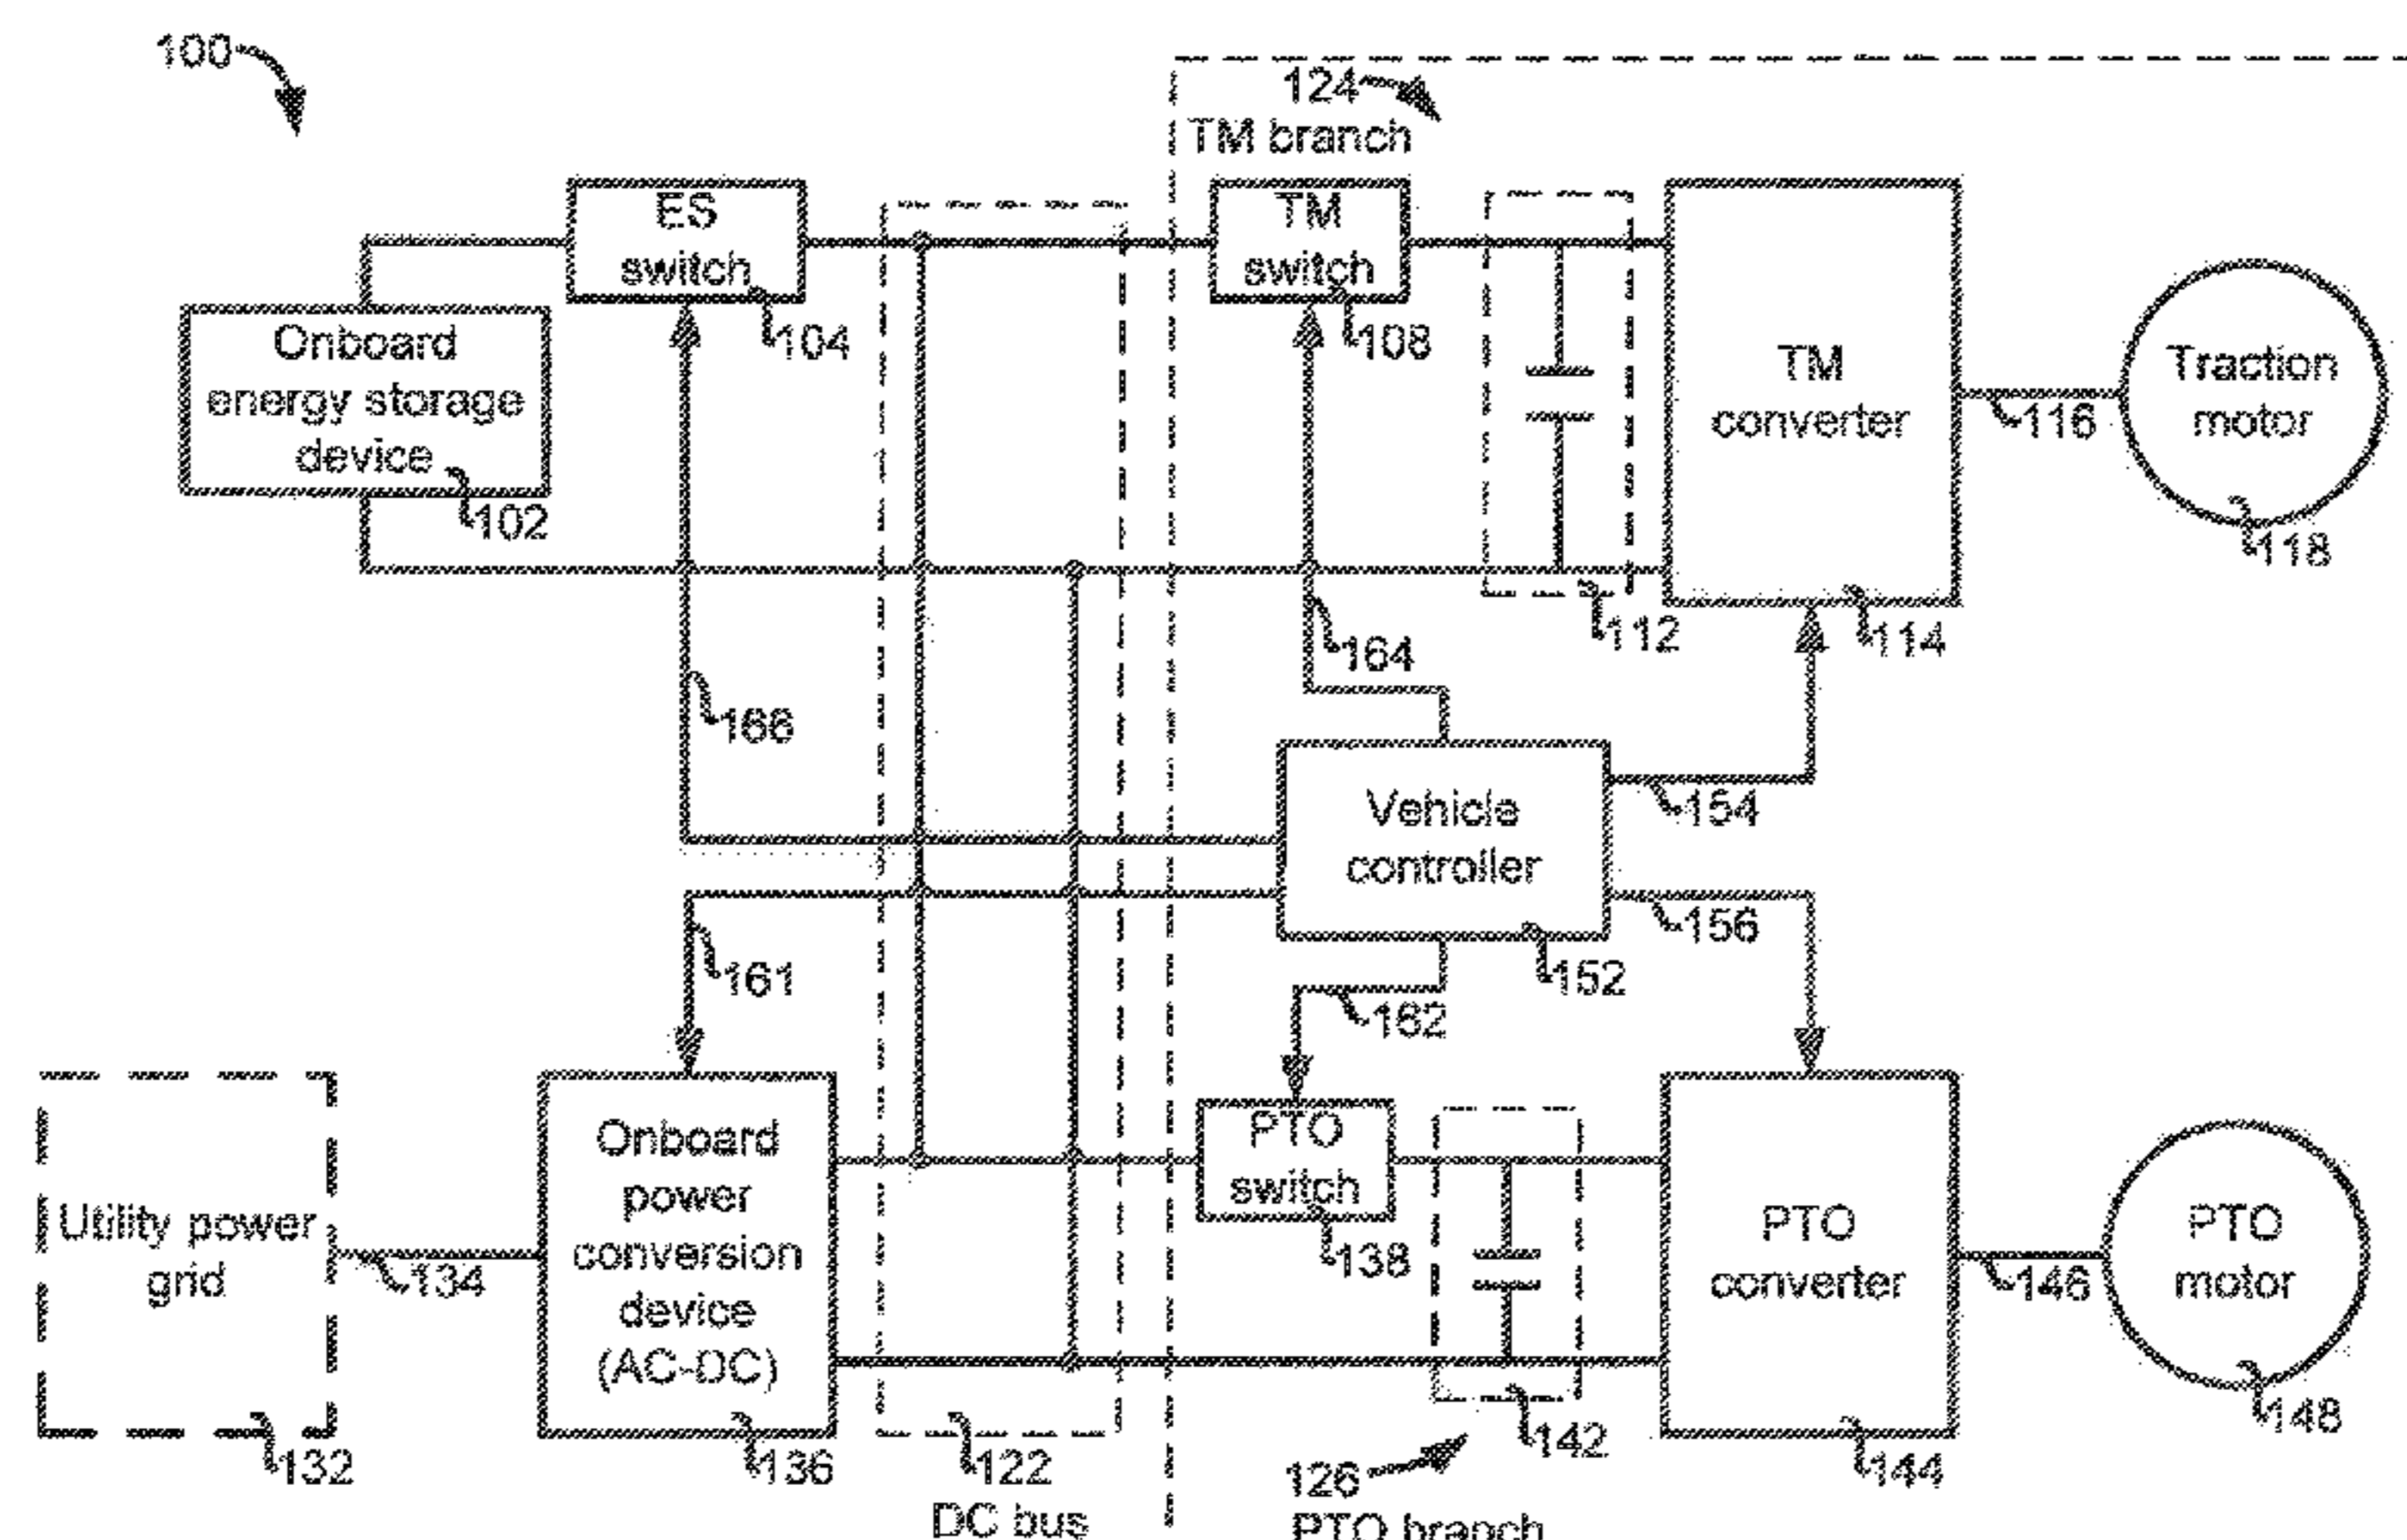 100
124
TM branch
ES
switch
104
TM
switch
108
Onboard
energy storage
device
102
TM
converter
114
116
Traction
motor
118
112
164
166
Vehicle
controller
152
154
156
161
162
Utility power
grid
132
134
Onboard
power
conversion
device
(AC-DC)
136
PTO
switch
138
PTO
converter
144
146
PTO
motor
148
142
122
DC bus
126
PTO branch